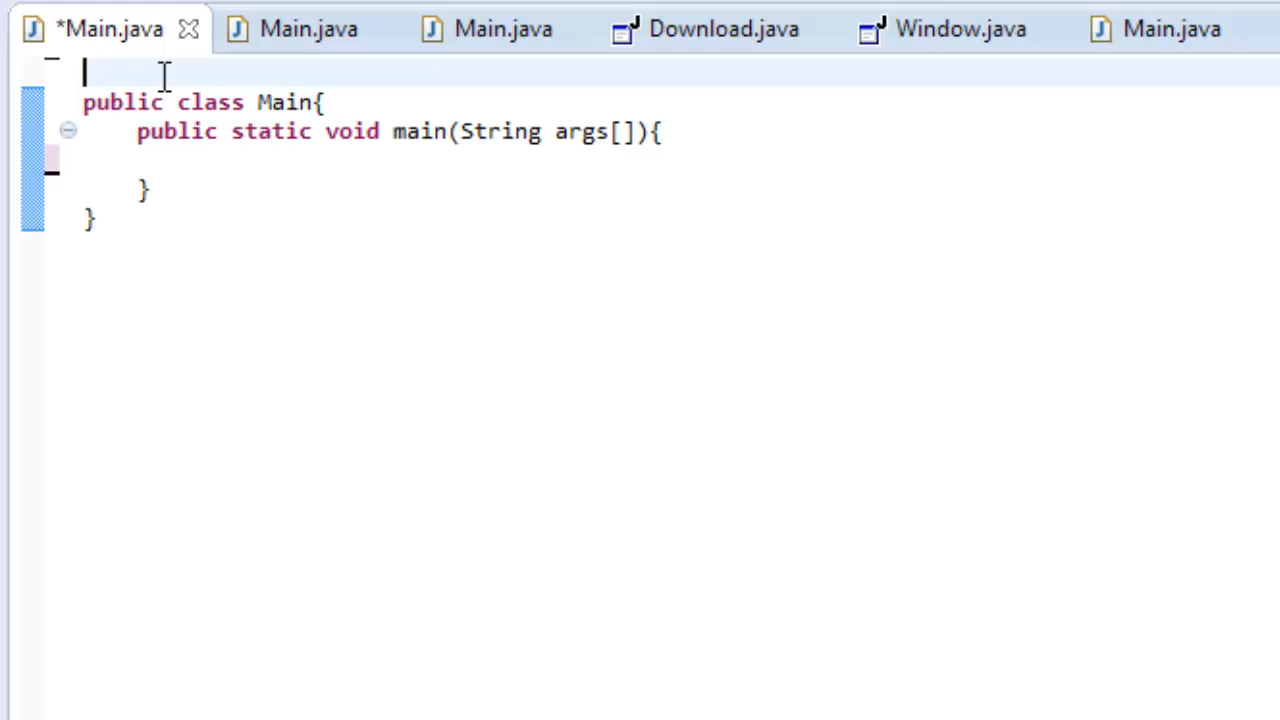 *Main.java Main.java Main.java Download.java Window.java Main.java
public class Main{
public static void main(String args[]){
}
}